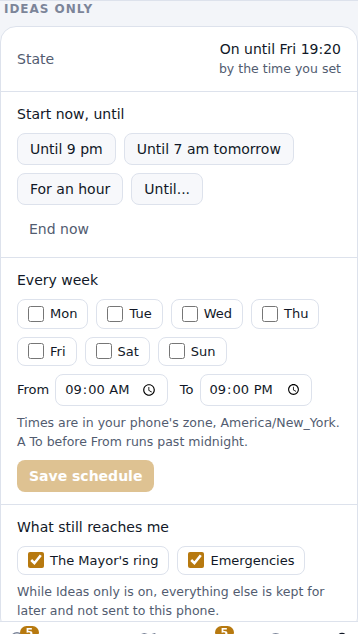 IDEAS ONLY
State
On until Fri 19:20
by the time you set
Start now, until
Until 9 pm
Until 7 am tomorrow
For an hour
Until...
End now
Every week
Mon
Tue
Wed
Thu
Fri
Sat
Sun
From 09:00 AM To 09:00 PM
Times are in your phone's zone, America/New_York.
A To before From runs past midnight.
Save schedule
What still reaches me
The Mayor's ring
Emergencies
While Ideas only is on, everything else is kept for
later and not sent to this phone.
5
5